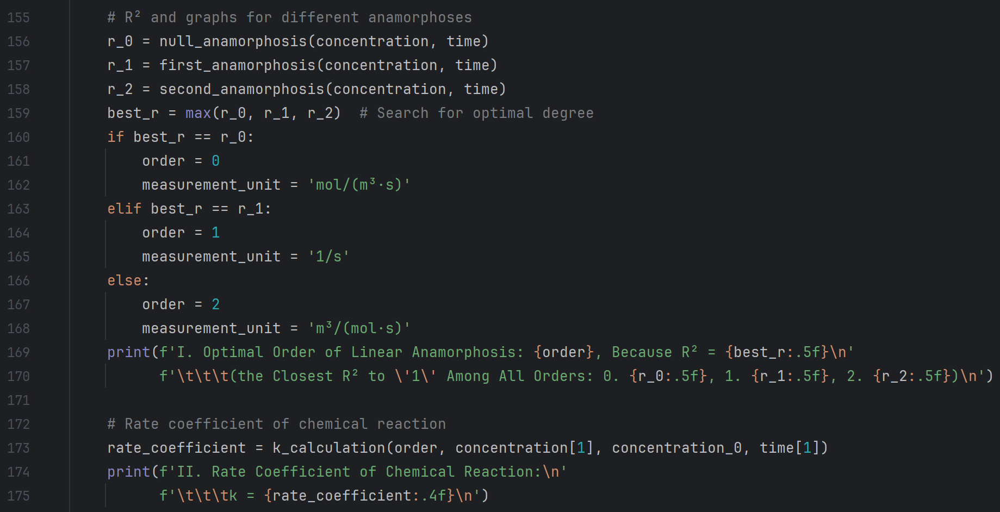 155 # R² and graphs for different anamorphoses
156 r_0 = null_anamorphosis(concentration, time)
157 r_1 = first_anamorphosis(concentration, time)
158 r_2 = second_anamorphosis(concentration, time)
159 best_r = max(r_0, r_1, r_2)  # Search for optimal degree
160 if best_r == r_0:
161     order = 0
162     measurement_unit = 'mol/(m³·s)'
163 elif best_r == r_1:
164     order = 1
165     measurement_unit = '1/s'
166 else:
167     order = 2
168     measurement_unit = 'm³/(mol·s)'
169 print(f'I. Optimal Order of Linear Anamorphosis: {order}, Because R² = {best_r:.5f}\n'
170       f'\t\t\t(the Closest R² to \'1\' Among All Orders: 0. {r_0:.5f}, 1. {r_1:.5f}, 2. {r_2:.5f})\n')
171
172 # Rate coefficient of chemical reaction
173 rate_coefficient = k_calculation(order, concentration[1], concentration_0, time[1])
174 print(f'II. Rate Coefficient of Chemical Reaction:\n'
175       f'\t\t\tk = {rate_coefficient:.4f}\n')